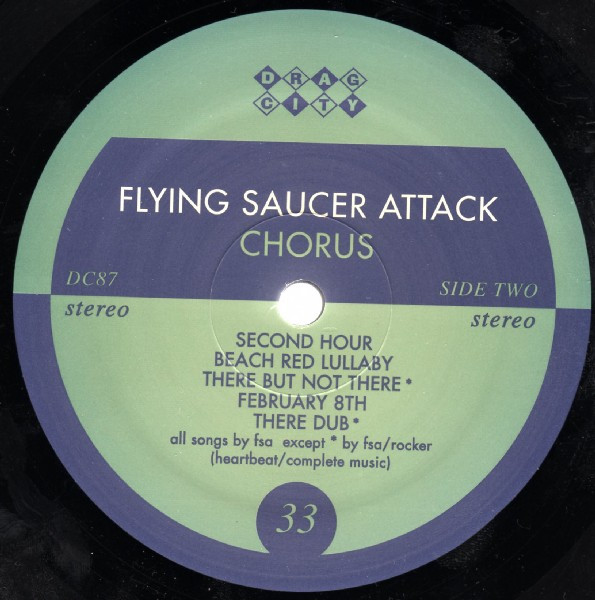 DRAG
CITY
FLYING SAUCER ATTACK
CHORUS
DC87
SIDE TWO
stereo
stereo
SECOND HOUR
BEACH RED LULLABY
THERE BUT NOT THERE*
FEBRUARY 8TH
THERE DUB*
all songs by fsa except * by fsa/rocker
(heartbeat/complete music)
33